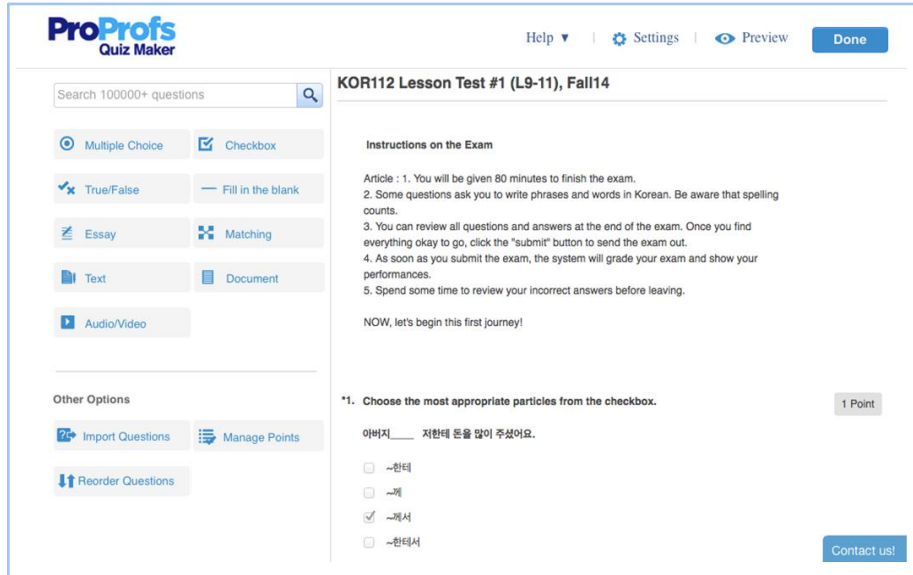 ProProfs
Quiz Maker
Help ▼ | Settings | Preview Done
Search 100000+ questions
Multiple Choice Checkbox
True/False Fill in the blank
Essay Matching
Text Document
Audio/Video
Other Options
Import Questions Manage Points
Reorder Questions
KOR112 Lesson Test #1 (L9-11), Fall14
Instructions on the Exam
Article : 1. You will be given 80 minutes to finish the exam.
2. Some questions ask you to write phrases and words in Korean. Be aware that spelling
counts.
3. You can review all questions and answers at the end of the exam. Once you find
everything okay to go, click the "submit" button to send the exam out.
4. As soon as you submit the exam, the system will grade your exam and show your
performances.
5. Spend some time to review your incorrect answers before leaving.
NOW, let's begin this first journey!
*1. Choose the most appropriate particles from the checkbox. 1 Point
아버지____ 저한테 돈을 많이 주셨어요.
~한테
~께
~께서
~한테서
Contact us!